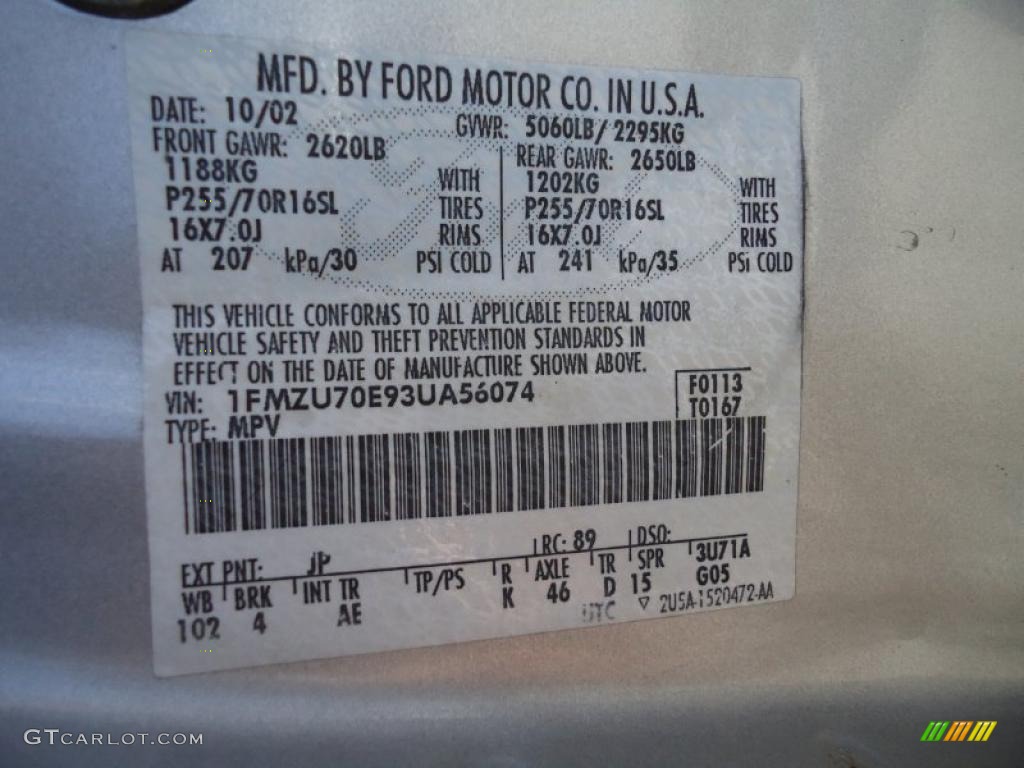 MFD. BY FORD MOTOR CO. IN U.S.A.
DATE: 10/02 GVWR: 5060LB/2295KG
FRONT GAWR: 2620LB REAR GAWR: 2650LB
1188KG WITH 1202KG WITH
P255/70R16SL TIRES P255/70R16SL TIRES
16X7.0J RIMS 16X7.0J RIMS
AT 207 kPa/30 PSI COLD AT 241 kPa/35 PSi COLD
THIS VEHICLE CONFORMS TO ALL APPLICABLE FEDERAL MOTOR
VEHICLE SAFETY AND THEFT PREVENTION STANDARDS IN
EFFECT ON THE DATE OF MANUFACTURE SHOWN ABOVE.
VIN: 1FMZU70E93UA56074 F0113
TYPE: MPV T0167
EXT PNT: JP RC: 89 DSO:
WB BRK INT TR TP/PS R AXLE TR SPR 3U71A
102 4 AE K 46 D 15 G05
UTC ▽ 2U5A-1520472-AA
GTCARLOT.COM